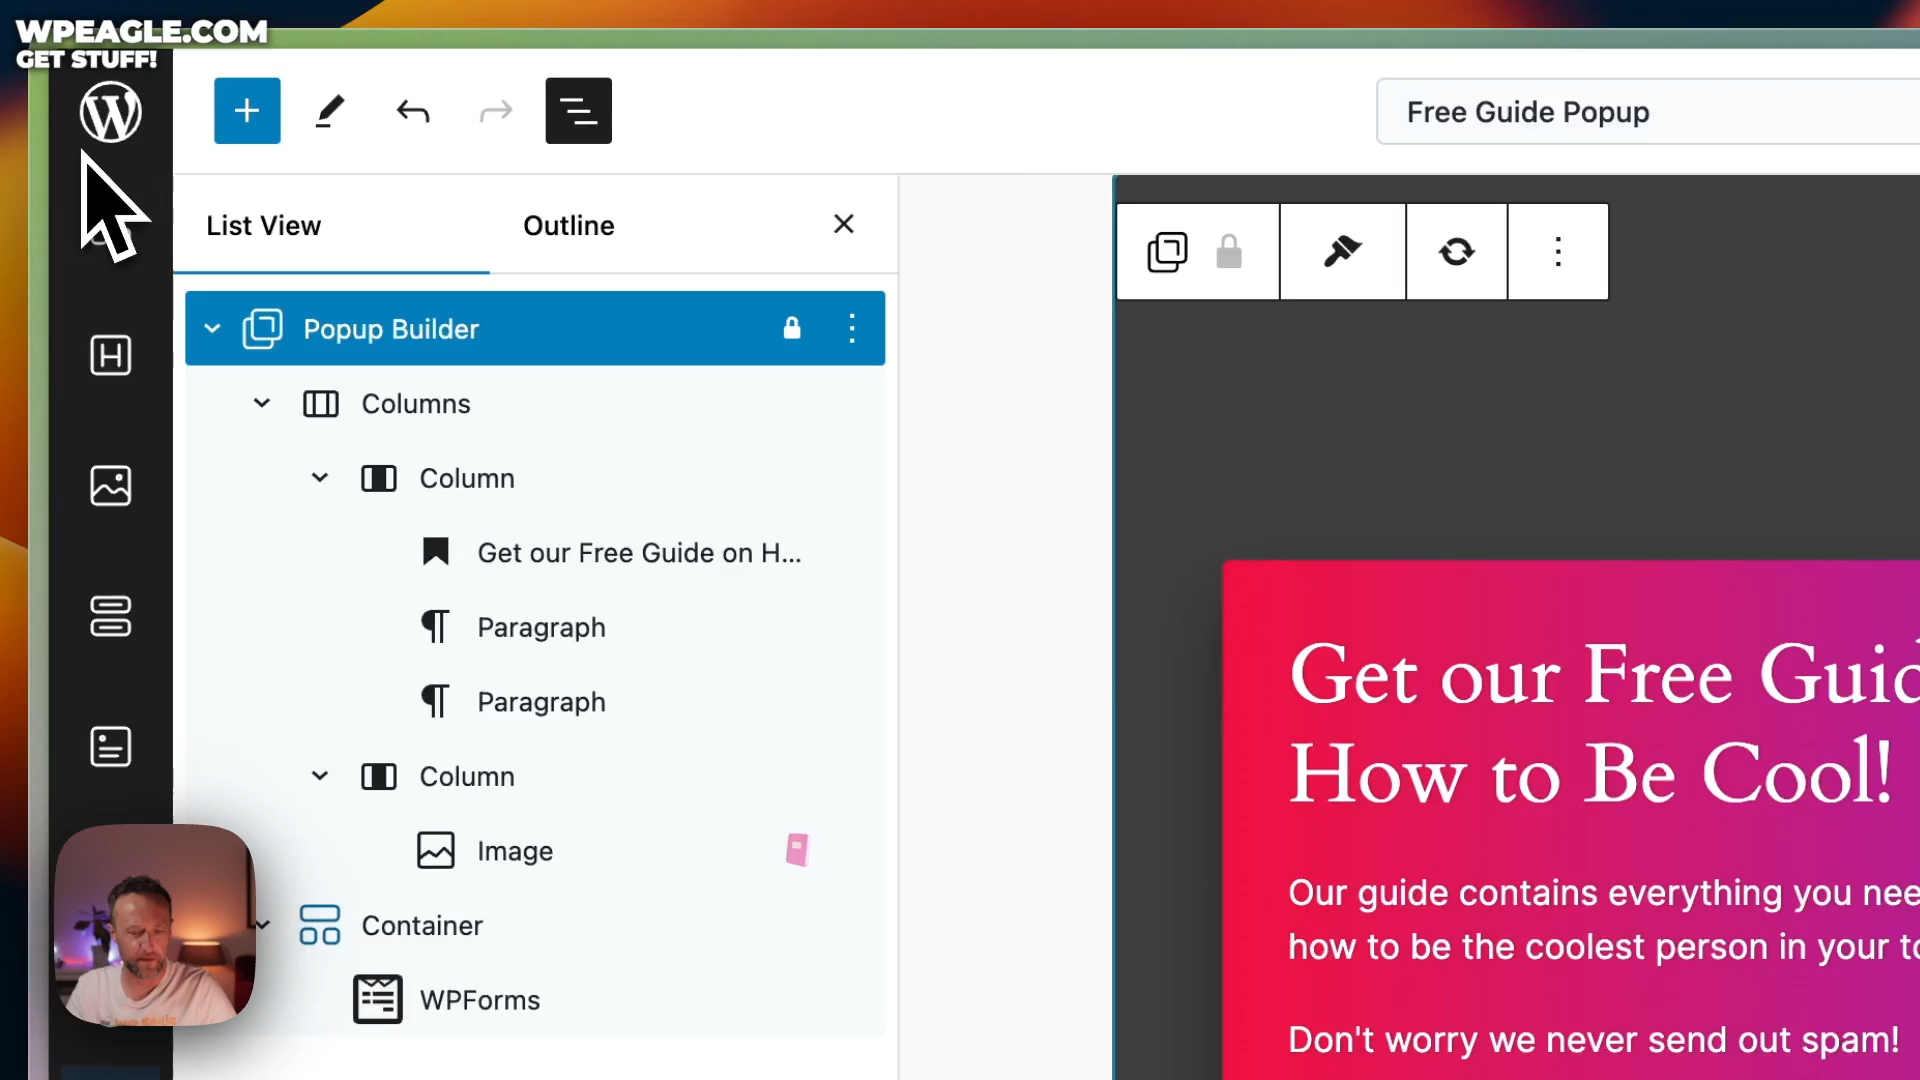 WPEAGLE.COM
GET STUFF!
Free Guide Popup
List View
Outline
Popup Builder
Columns
Column
Get our Free Guide on H...
Paragraph
Paragraph
Column
Image
Container
WPForms
Get our Free Guid
How to Be Cool!
Our guide contains everything you nee
how to be the coolest person in your to
Don't worry we never send out spam!